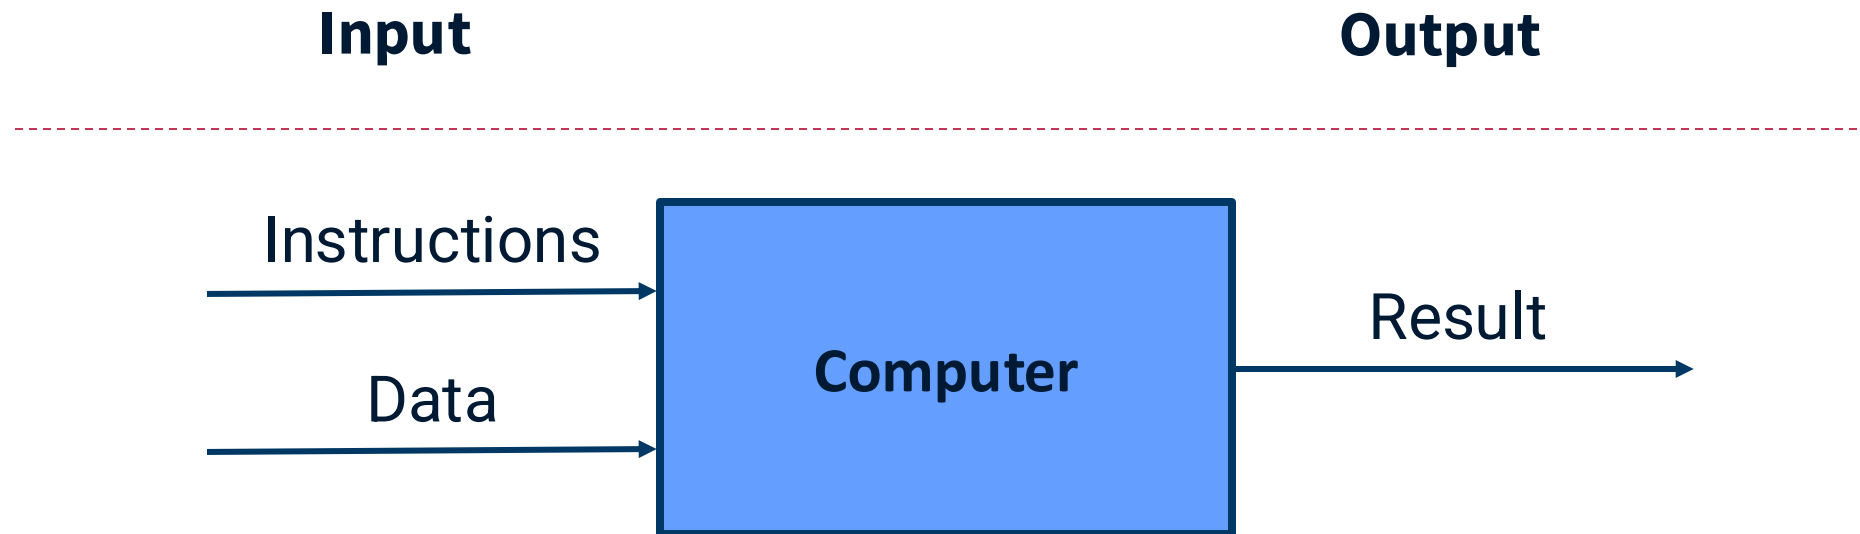 Input
Output
Instructions
Data
Computer
Result